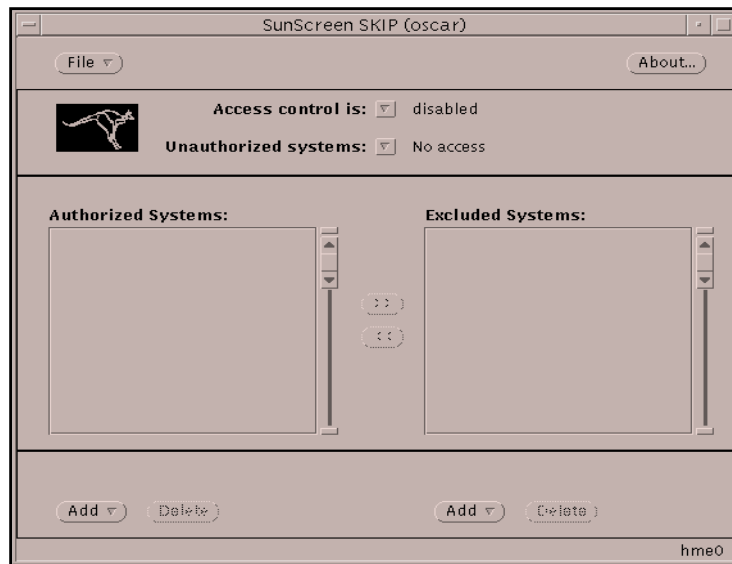 SunScreen SKIP (oscar)
File About...
Access control is: disabled
Unauthorized systems: No access
Authorized Systems: Excluded Systems:
>>
<<
Add Delete Add Delete
hme0